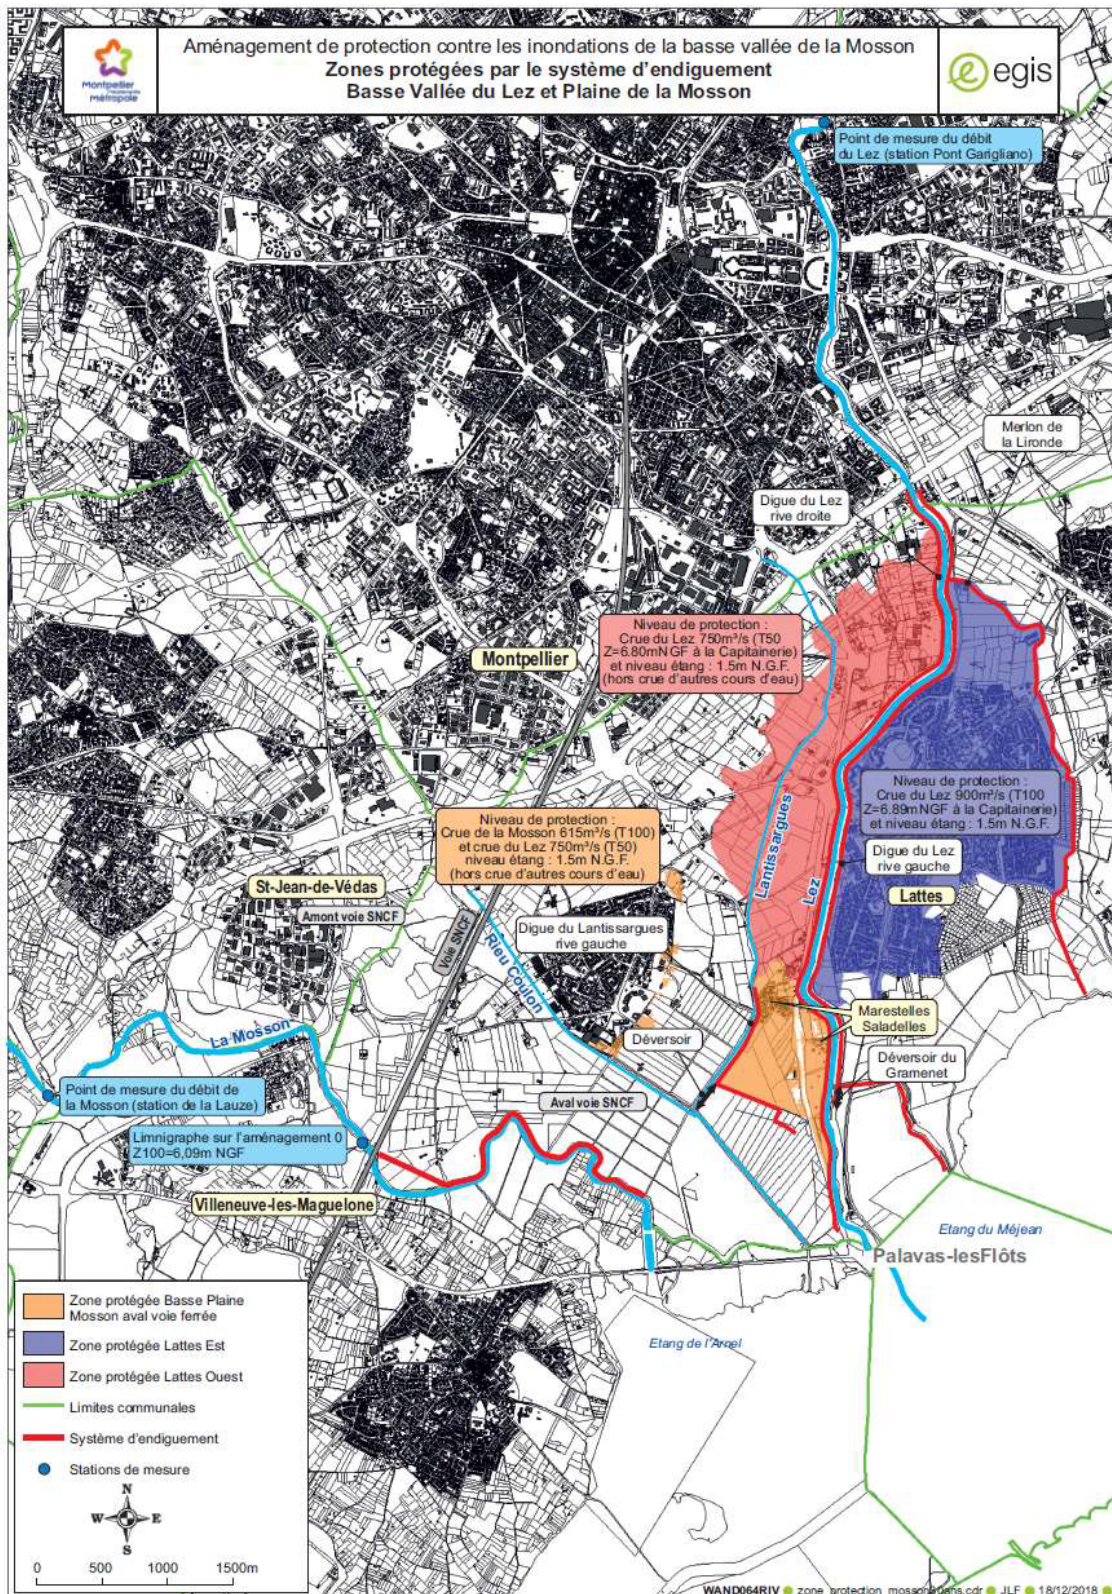 Montpellier
Méditerranée
Métropole
Aménagement de protection contre les inondations de la basse vallée de la Mosson
Zones protégées par le système d'endiguement
Basse Vallée du Lez et Plaine de la Mosson
egis
Point de mesure du débit
du Lez (station Pont Garigliano)
Merlon de
la Lironde
Digue du Lez
rive droite
Niveau de protection :
Crue du Lez 750m³/s (T50
Z=6.80mNGF à la Capitainerie)
et niveau étang : 1.5m N.G.F.
(hors crue d'autres cours d'eau)
Montpellier
Niveau de protection :
Crue du Lez 900m³/s (T100
Z=6.89mNGF à la Capitainerie)
et niveau étang : 1.5m N.G.F.
Niveau de protection :
Crue de la Mosson 615m³/s (T100)
et crue du Lez 750m³/s (T50)
niveau étang : 1.5m N.G.F.
(hors crue d'autres cours d'eau)
Lantissargues
Lez
Digue du Lez
rive gauche
Lattes
St-Jean-de-Védas
Amont voie SNCF
Voie SNCF
Digue du Lantissargues
rive gauche
Rieu Coulon
Marestelles
Saladelles
La Mosson
Déversoir
Déversoir du
Gramenet
Point de mesure du débit de
la Mosson (station de la Lauze)
Aval voie SNCF
Limnigraphe sur l'aménagement 0
Z100=6,09m NGF
Villeneuve-les-Maguelone
Etang du Méjean
Palavas-lesFlôts
Etang de l'Arnel
Zone protégée Basse Plaine
Mosson aval voie ferrée
Zone protégée Lattes Est
Zone protégée Lattes Ouest
Limites communales
Système d'endiguement
Stations de mesure
N
W E
S
0 500 1000 1500m
WAND064RIV zone_protection_mosson30ans.cdr JLF 18/12/2018